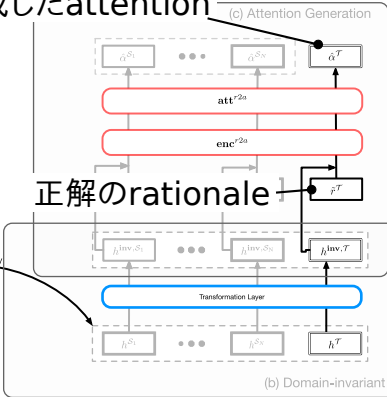 したattention
(c) Attention Generation
α̂^{S_1} ••• α̂^{S_N} α̂^T
att^{r2a}
enc^{r2a}
正解のrationale
r̃^T
h^{inv,S_1} ••• h^{inv,S_N} h^{inv,T}
Transformation Layer
h^{S_1} ••• h^{S_N} h^T
(b) Domain-invariant